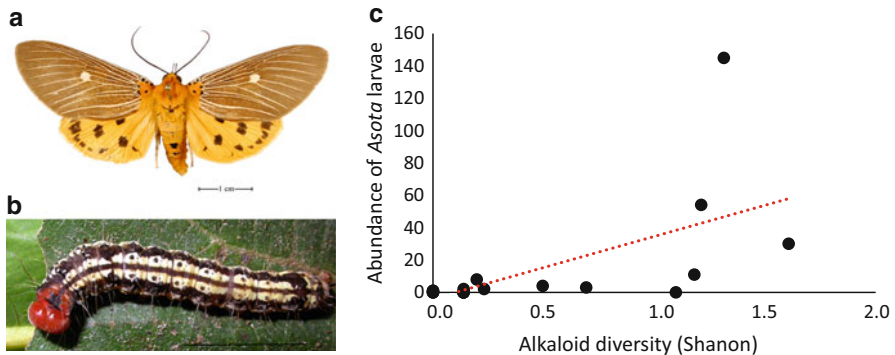 a
1 cm
b
c
Abundance of Asota larvae
160
140
120
100
80
60
40
20
0
0.0 0.5 1.0 1.5 2.0
Alkaloid diversity (Shanon)